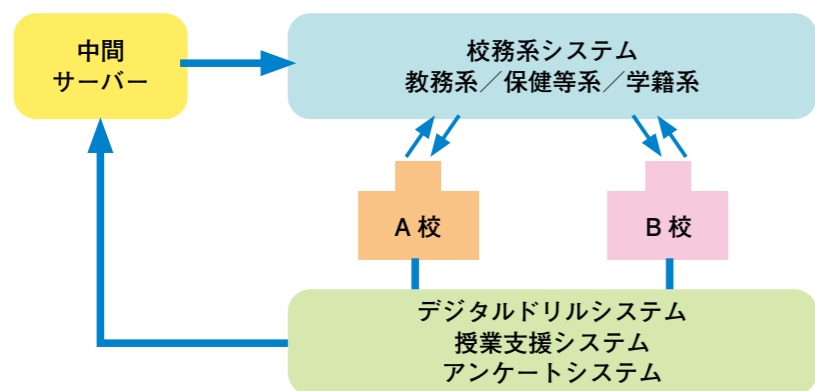 中間
サーバー
校務系システム
教務系／保健等系／学籍系
A 校
B 校
デジタルドリルシステム
授業支援システム
アンケートシステム